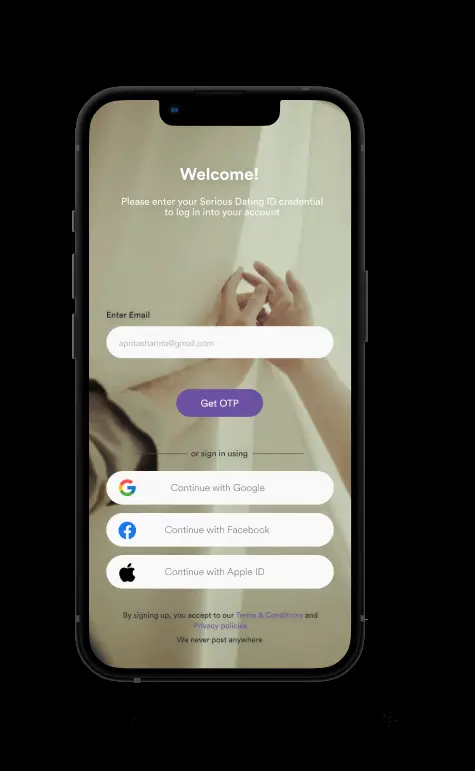 Welcome!
Please enter your Serious Dating ID credential
to log in into your account
Enter Email
apritasharma@gmail.com
Get OTP
or sign in using
Continue with Google
Continue with Facebook
Continue with Apple ID
By signing up, you accept to our Terms & Conditions and
Privacy policies
We never post anywhere